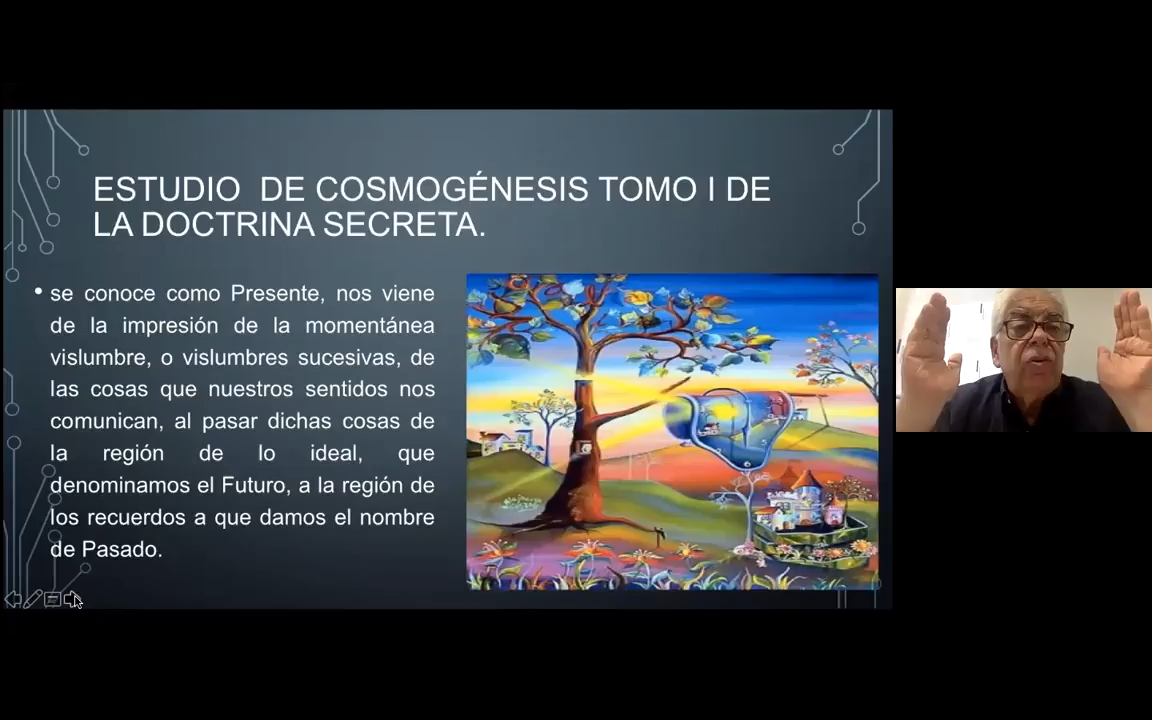 ESTUDIO DE COSMOGÉNESIS TOMO I DE
LA DOCTRINA SECRETA.
• se conoce como Presente, nos viene
de la impresión de la momentánea
vislumbre, o vislumbres sucesivas, de
las cosas que nuestros sentidos nos
comunican, al pasar dichas cosas de
la región de lo ideal, que
denominamos el Futuro, a la región de
los recuerdos a que damos el nombre
de Pasado.